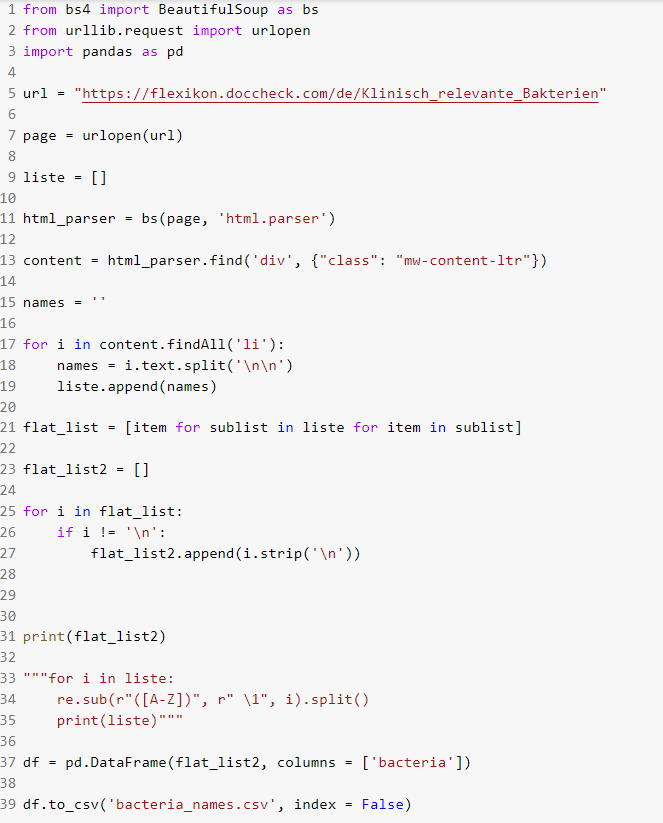 1 from bs4 import BeautifulSoup as bs
2 from urllib.request import urlopen
3 import pandas as pd
4
5 url = "https://flexikon.doccheck.com/de/Klinisch_relevante_Bakterien"
6
7 page = urlopen(url)
8
9 liste = []
10
11 html_parser = bs(page, 'html.parser')
12
13 content = html_parser.find('div', {"class": "mw-content-ltr"})
14
15 names = ''
16
17 for i in content.findAll('li'):
18     names = i.text.split('\n\n')
19     liste.append(names)
20
21 flat_list = [item for sublist in liste for item in sublist]
22
23 flat_list2 = []
24
25 for i in flat_list:
26     if i != '\n':
27         flat_list2.append(i.strip('\n'))
28
29
30
31 print(flat_list2)
32
33 """for i in liste:
34     re.sub(r"([A-Z])", r" \1", i).split()
35     print(liste)"""
36
37 df = pd.DataFrame(flat_list2, columns = ['bacteria'])
38
39 df.to_csv('bacteria_names.csv', index = False)